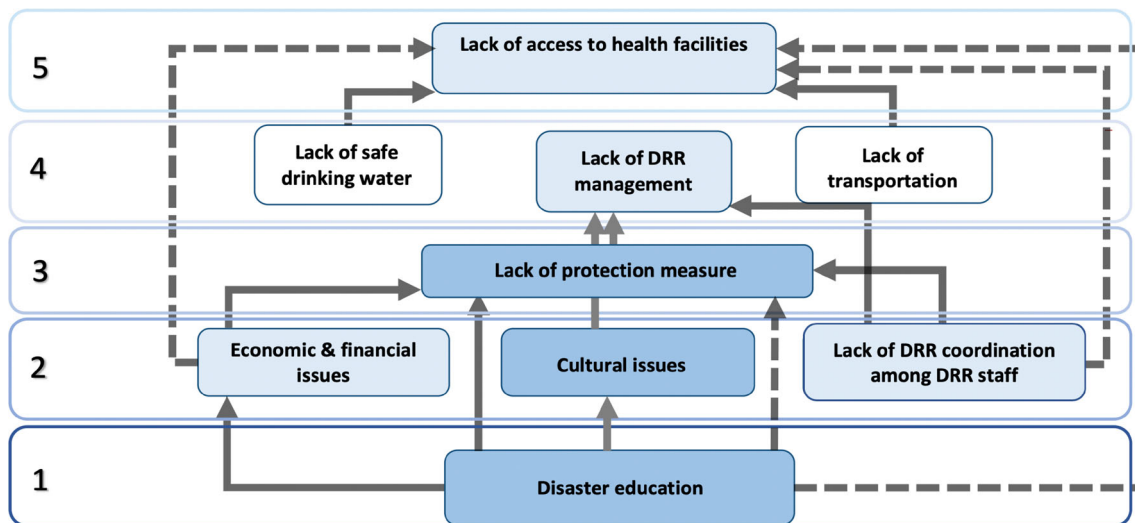 5
Lack of access to health facilities
4
Lack of safe
drinking water
Lack of DRR
management
Lack of
transportation
3
Lack of protection measure
2
Economic & financial
issues
Cultural issues
Lack of DRR coordination
among DRR staff
1
Disaster education